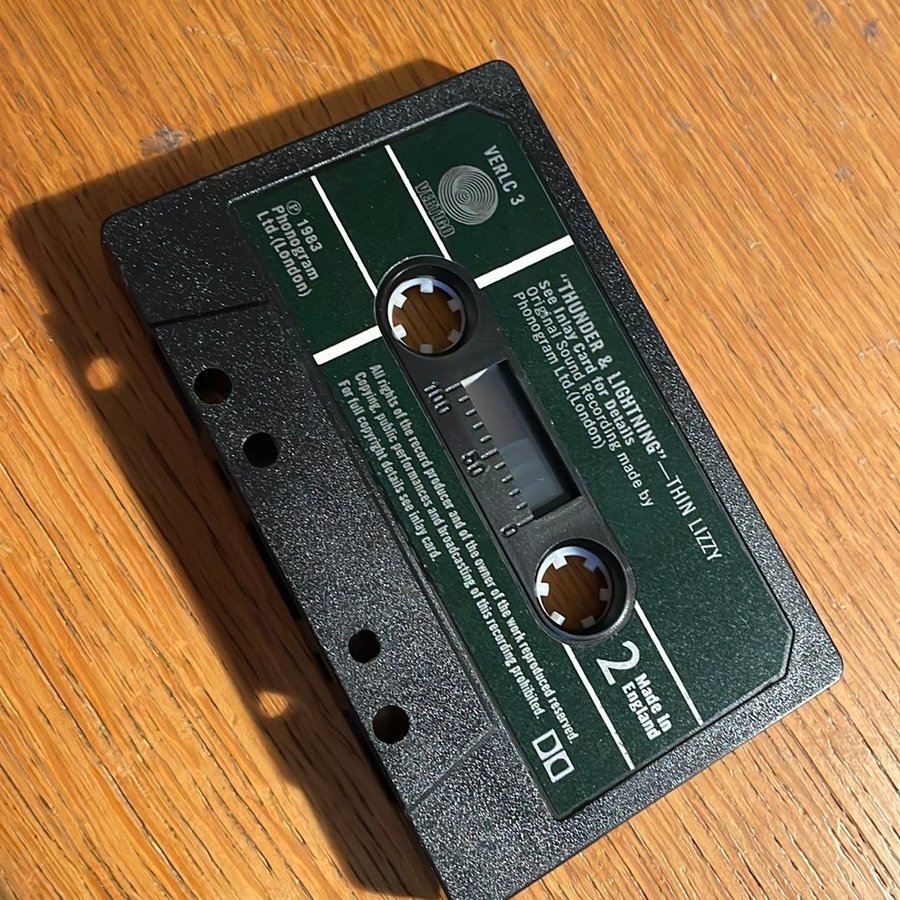 VERLC 3
VERTIGO
℗ 1983
Phonogram
Ltd.(London)
"THUNDER & LIGHTNING"—THIN LIZZY
See Inlay Card for Details
Original Sound Recording made by
Phonogram Ltd.(London)
100 50 0
All rights of the record producer and of the owner of the work reproduced reserved.
Copying, public performances and broadcasting of this recording prohibited.
For full copyright details see inlay card.
2
Made in
England